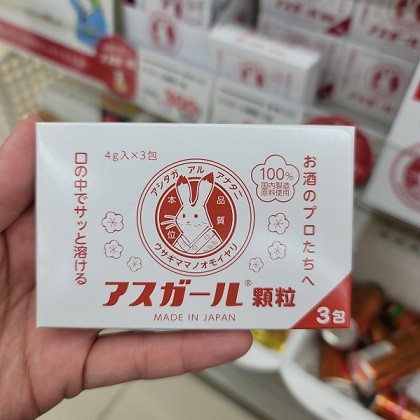 4g入×3包
アシタガ アル アナタニ
本位
品質
ウサギママノオモイヤリ
100%
国内製造
原料使用
お酒のプロたちへ
口の中でサッと溶ける
アスガール®顆粒
MADE IN JAPAN
3包